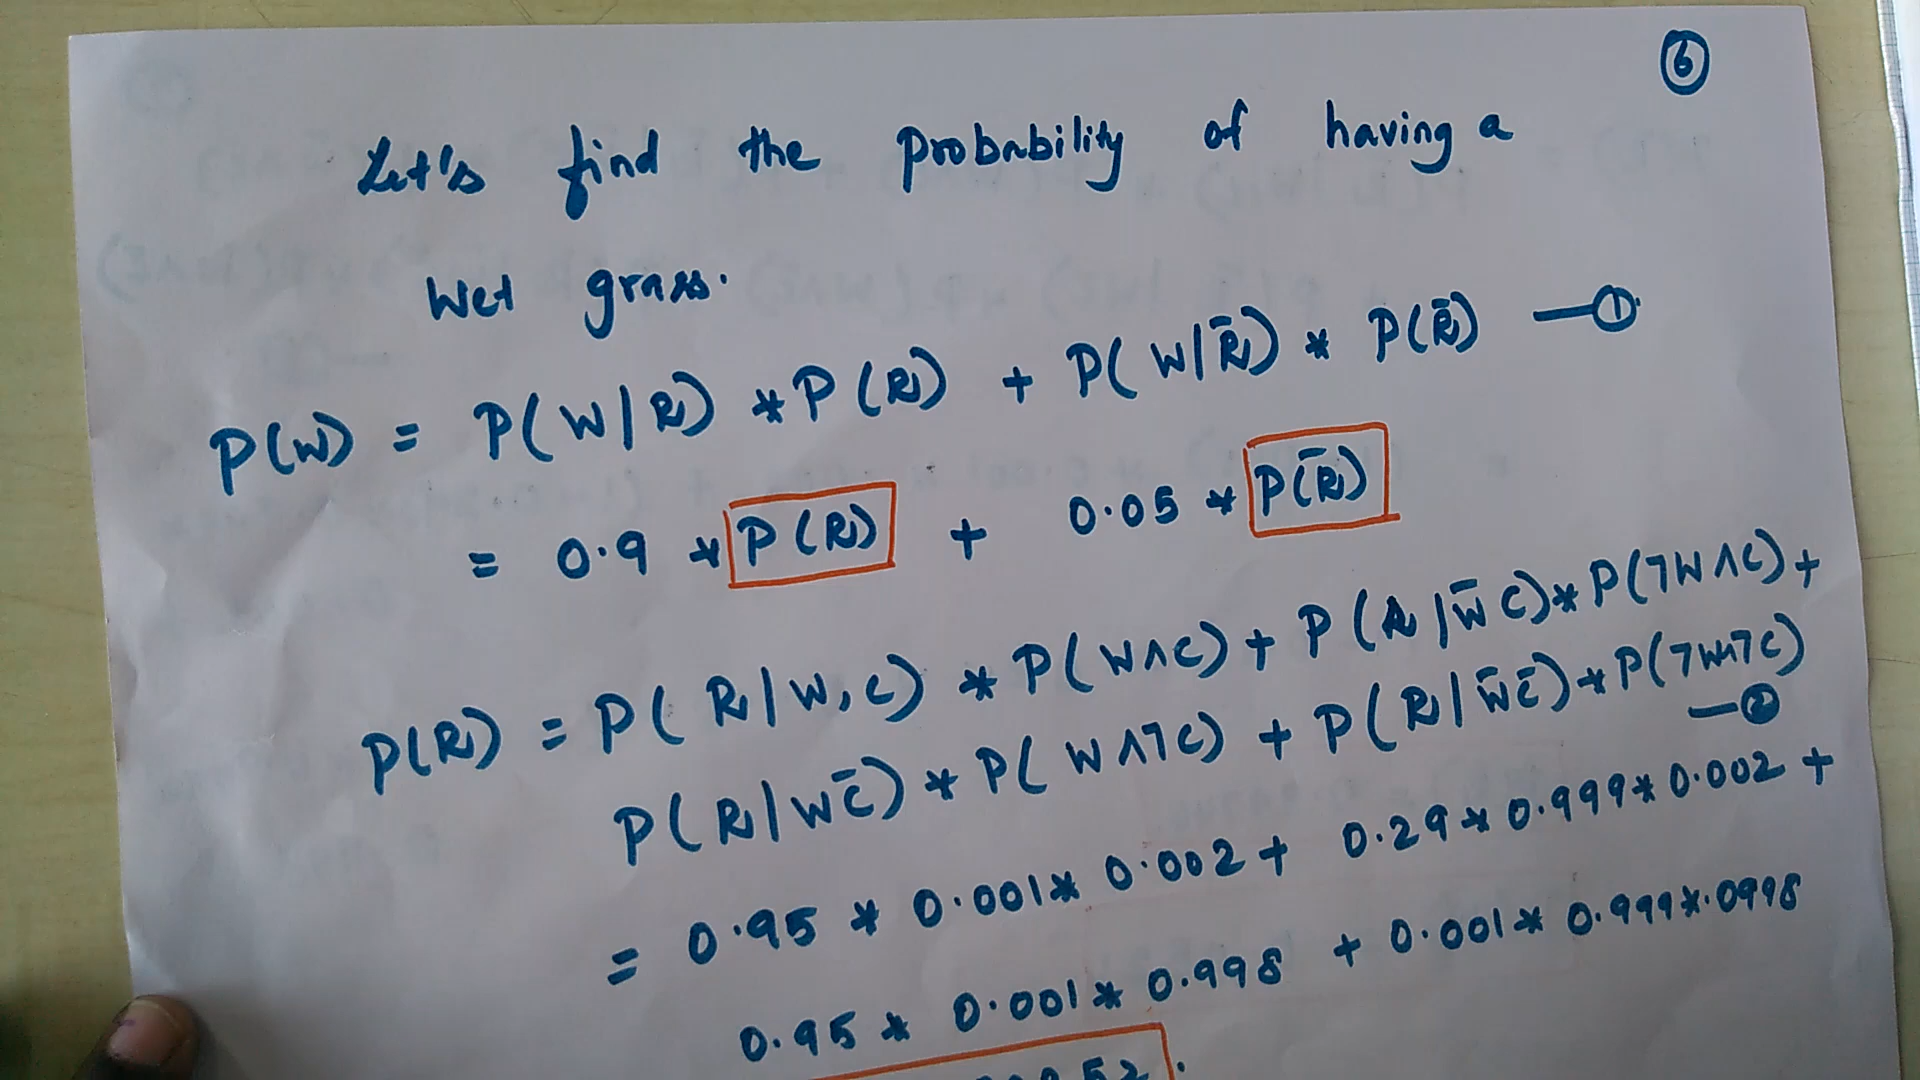 6
Let's find the probability of having a
Wet grass.
P(W) = P(W|R) * P(R) + P(W|R̄) * P(R̄) —①
= 0.9 * P(R) + 0.05 * P(R̄)
P(R) = P(R|W,C) * P(W∧C) + P(R|W̄C) * P(¬W∧C) +
P(R|WC̄) * P(W∧¬C) + P(R|W̄C̄) * P(¬W∧¬C)
—②
= 0.95 * 0.001 * 0.002 + 0.29 * 0.999 * 0.002 +
0.95 * 0.001 * 0.998 + 0.001 * 0.999 * .0998